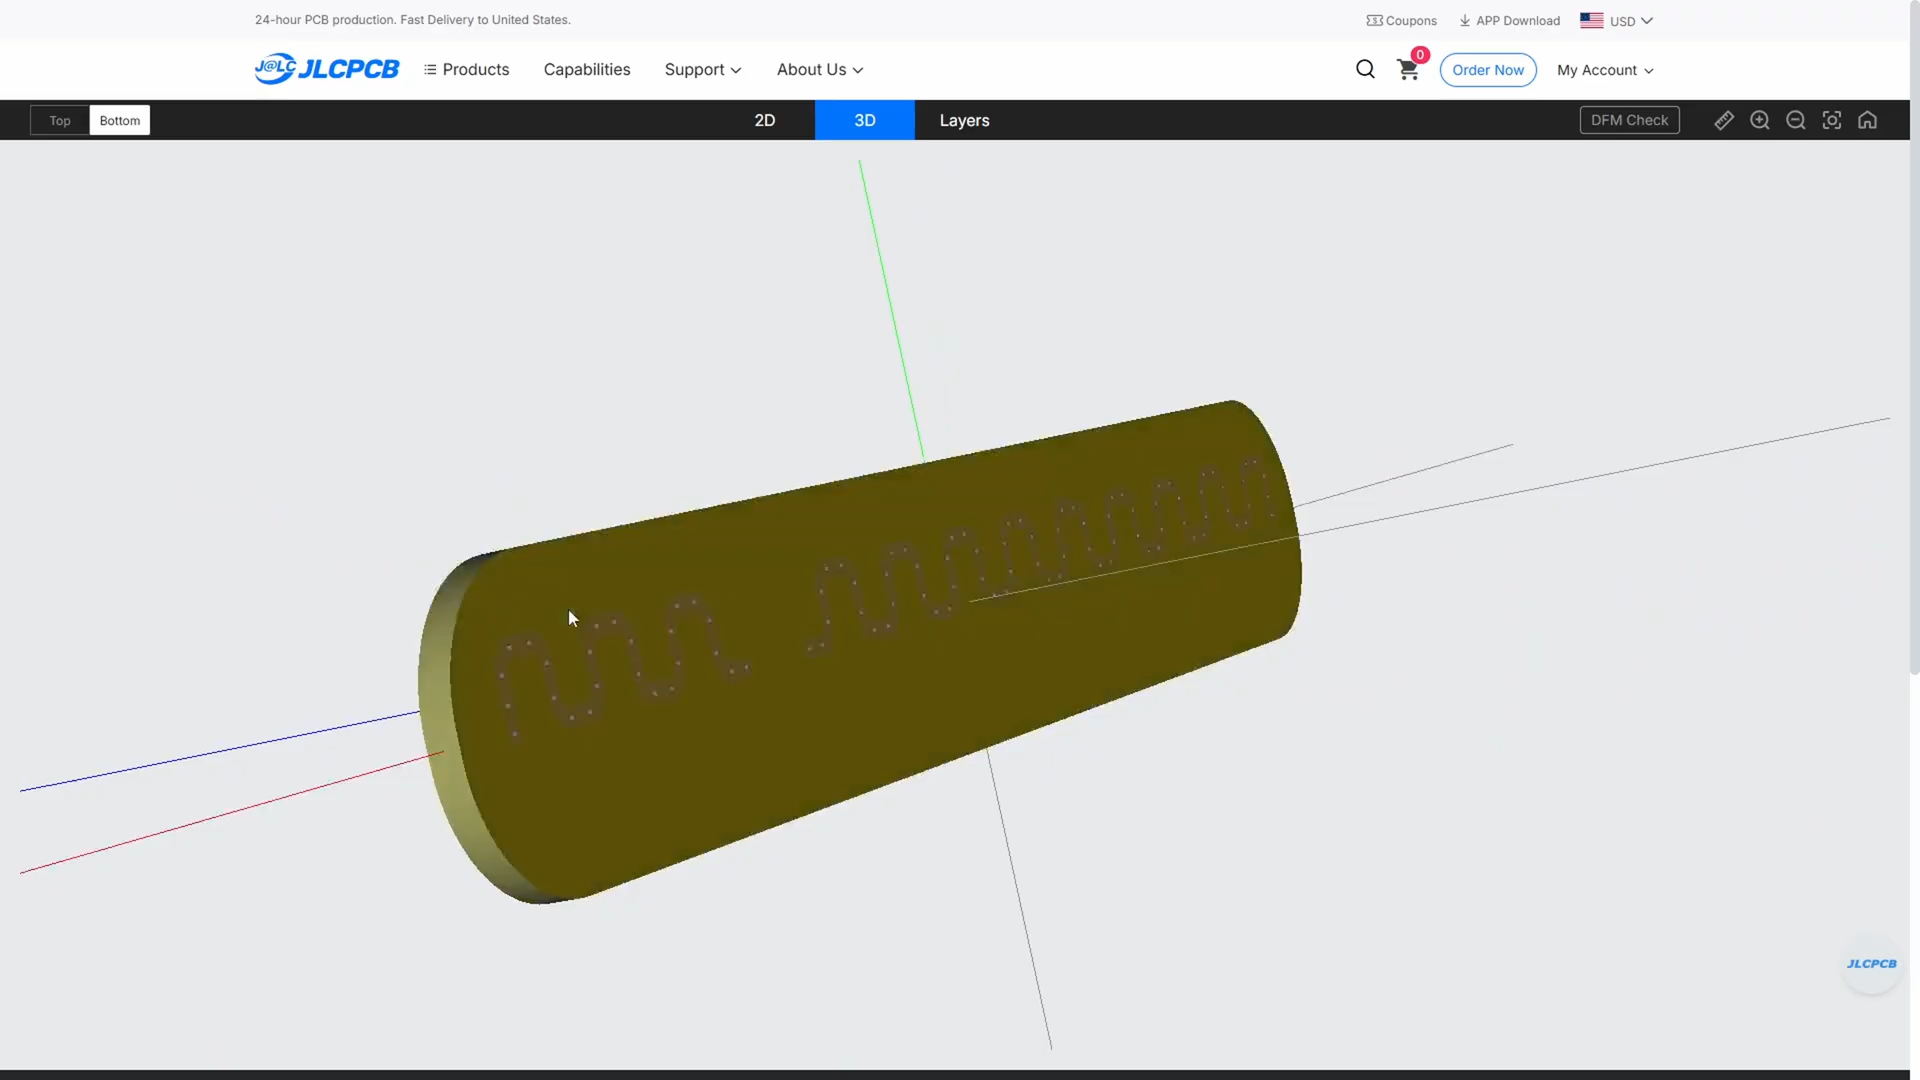 24-hour PCB production. Fast Delivery to United States.
Coupons
APP Download
USD
J@LC JLCPCB
Products
Capabilities
Support
About Us
0
Order Now
My Account
Top
Bottom
2D
3D
Layers
DFM Check
JLCPCB